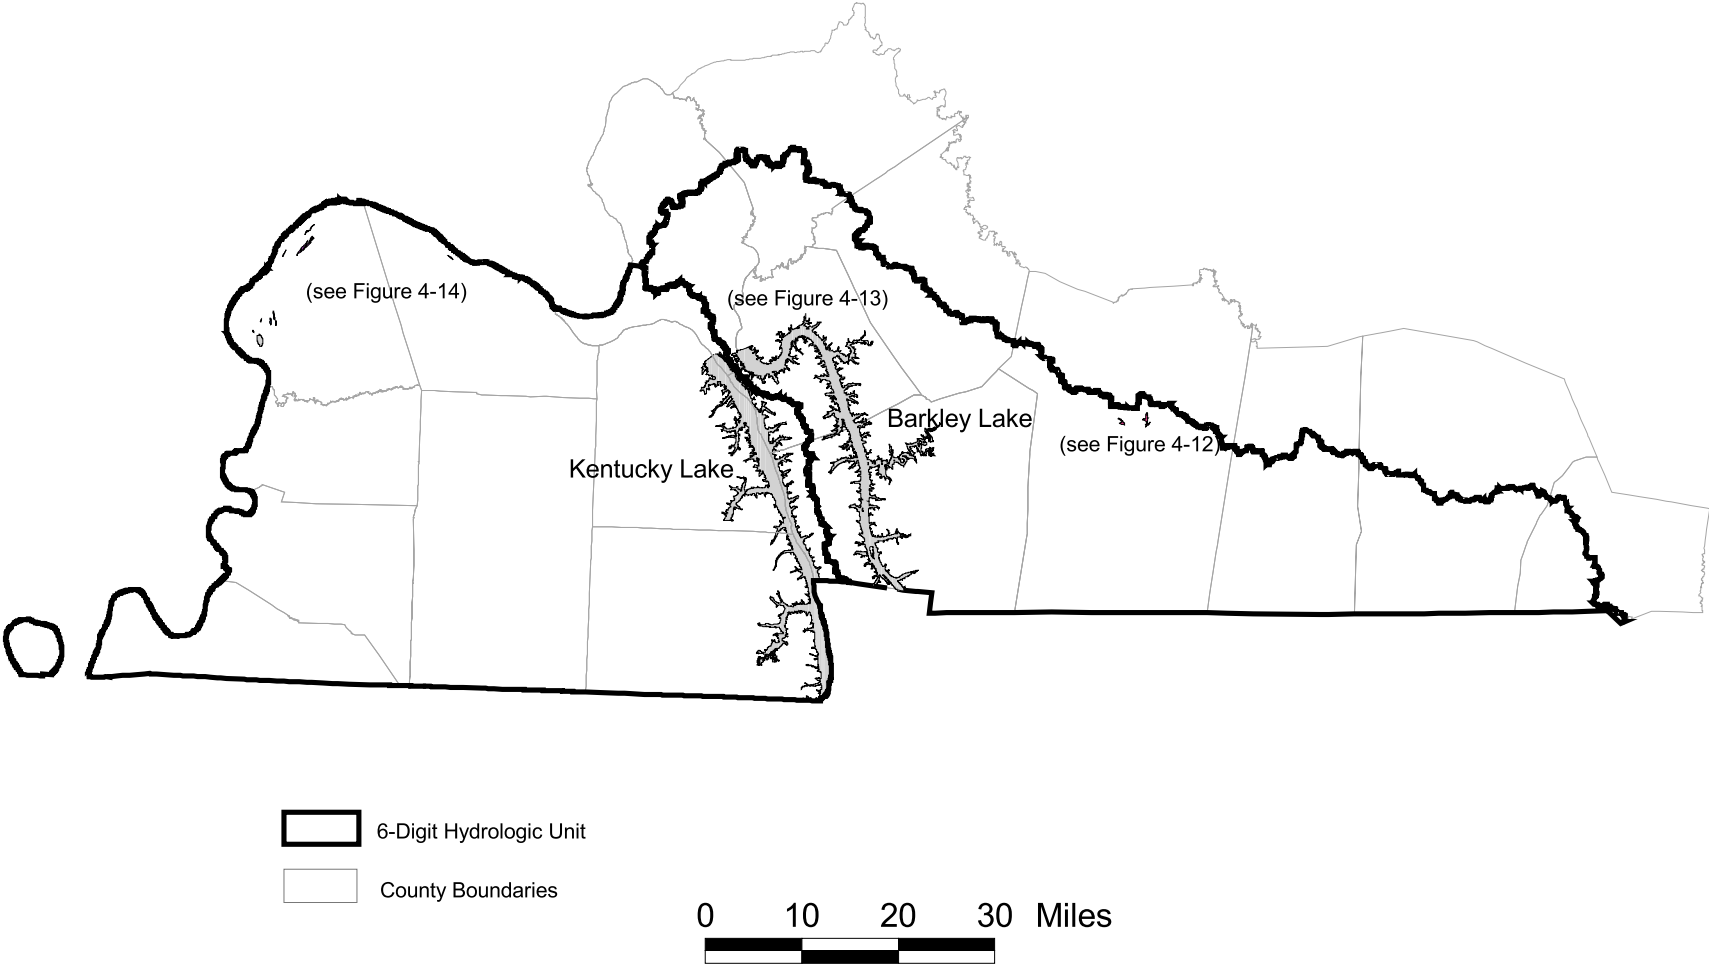 (see Figure 4-14)
(see Figure 4-13)
Barkley Lake
(see Figure 4-12)
Kentucky Lake
6-Digit Hydrologic Unit
County Boundaries
0 10 20 30 Miles